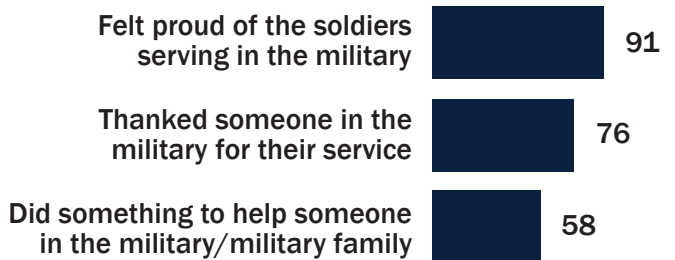 Felt proud of the soldiers
serving in the military
91
Thanked someone in the
military for their service
76
Did something to help someone
in the military/military family
58